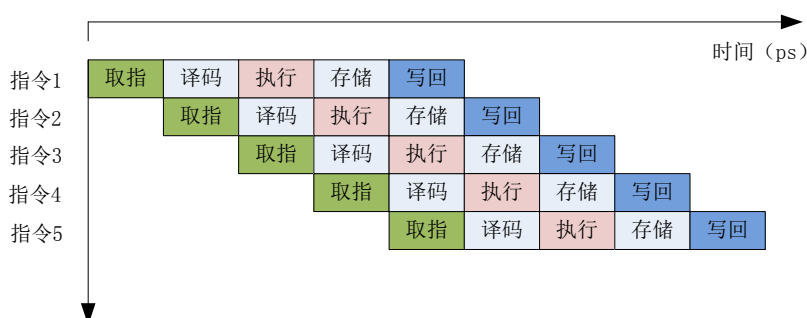 时间（ps）
指令1 取指 译码 执行 存储 写回
指令2 取指 译码 执行 存储 写回
指令3 取指 译码 执行 存储 写回
指令4 取指 译码 执行 存储 写回
指令5 取指 译码 执行 存储 写回